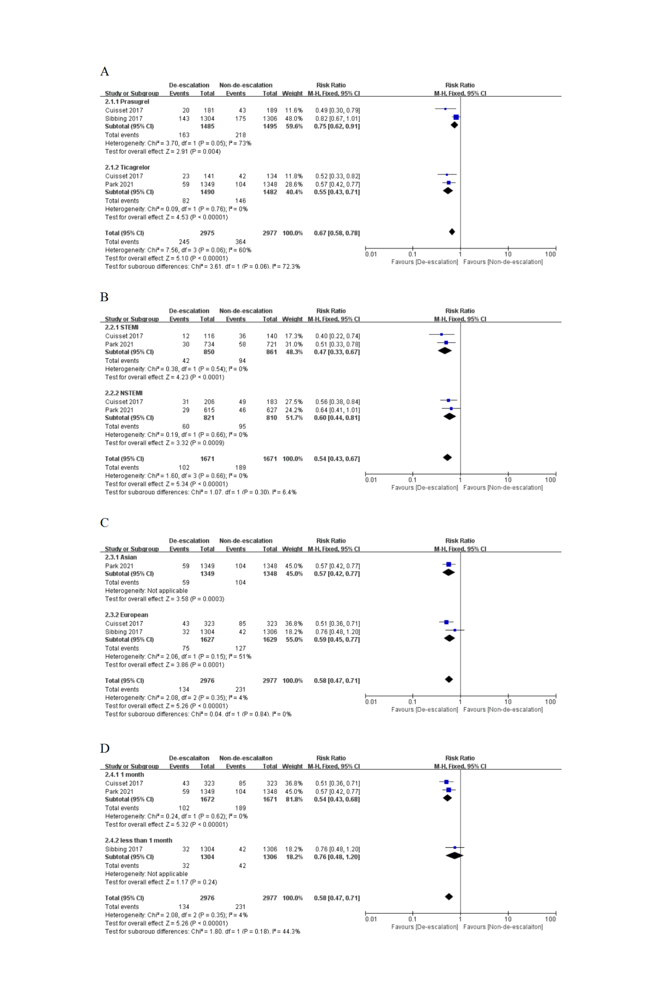 A
De-escalation Non-de-escalation Risk Ratio Risk Ratio
Study or Subgroup Events Total Events Total Weight M-H, Fixed, 95% CI M-H, Fixed, 95% CI
2.1.1 Prasugrel
Cuisset 2017 20 181 43 189 11.6% 0.49 [0.30, 0.79]
Sibbing 2017 143 1304 175 1306 48.0% 0.82 [0.67, 1.01]
Subtotal (95% CI) 1485 1495 59.6% 0.75 [0.62, 0.91]
Total events 163 218
Heterogeneity: Chi² = 3.70, df = 1 (P = 0.05); I² = 73%
Test for overall effect: Z = 2.91 (P = 0.004)
2.1.2 Ticagrelor
Cuisset 2017 23 141 42 134 11.8% 0.52 [0.33, 0.82]
Park 2021 59 1349 104 1348 28.6% 0.57 [0.42, 0.77]
Subtotal (95% CI) 1490 1482 40.4% 0.55 [0.43, 0.71]
Total events 82 146
Heterogeneity: Chi² = 0.09, df = 1 (P = 0.76); I² = 0%
Test for overall effect: Z = 4.53 (P < 0.00001)
Total (95% CI) 2975 2977 100.0% 0.67 [0.58, 0.78]
Total events 245 364
Heterogeneity: Chi² = 7.56, df = 3 (P = 0.06); I² = 60%
Test for overall effect: Z = 5.10 (P < 0.00001)
Test for subgroup differences: Chi² = 3.61, df = 1 (P = 0.06), I² = 72.3%
0.01 0.1 1 10 100
Favours [De-escalation] Favours [Non-de-escalation]
B
De-escalation Non-de-escalation Risk Ratio Risk Ratio
Study or Subgroup Events Total Events Total Weight M-H, Fixed, 95% CI M-H, Fixed, 95% CI
2.2.1 STEMI
Cuisset 2017 12 116 36 140 17.3% 0.40 [0.22, 0.74]
Park 2021 30 734 58 721 31.0% 0.51 [0.33, 0.78]
Subtotal (95% CI) 850 861 48.3% 0.47 [0.33, 0.67]
Total events 42 94
Heterogeneity: Chi² = 0.38, df = 1 (P = 0.54); I² = 0%
Test for overall effect: Z = 4.23 (P < 0.0001)
2.2.2 NSTEMI
Cuisset 2017 31 206 49 183 27.5% 0.56 [0.38, 0.84]
Park 2021 29 615 46 627 24.2% 0.64 [0.41, 1.01]
Subtotal (95% CI) 821 810 51.7% 0.60 [0.44, 0.81]
Total events 60 95
Heterogeneity: Chi² = 0.19, df = 1 (P = 0.66); I² = 0%
Test for overall effect: Z = 3.32 (P = 0.0009)
Total (95% CI) 1671 1671 100.0% 0.54 [0.43, 0.67]
Total events 102 189
Heterogeneity: Chi² = 1.60, df = 3 (P = 0.66); I² = 0%
Test for overall effect: Z = 5.34 (P < 0.00001)
Test for subgroup differences: Chi² = 1.07, df = 1 (P = 0.30), I² = 6.4%
0.01 0.1 1 10 100
Favours [De-escalation] Favours [Non-de-escalation]
C
De-escalation Non-de-escalation Risk Ratio Risk Ratio
Study or Subgroup Events Total Events Total Weight M-H, Fixed, 95% CI M-H, Fixed, 95% CI
2.3.1 Asian
Park 2021 59 1349 104 1348 45.0% 0.57 [0.42, 0.77]
Subtotal (95% CI) 1349 1348 45.0% 0.57 [0.42, 0.77]
Total events 59 104
Heterogeneity: Not applicable
Test for overall effect: Z = 3.58 (P = 0.0003)
2.3.2 European
Cuisset 2017 43 323 85 323 36.8% 0.51 [0.36, 0.71]
Sibbing 2017 32 1304 42 1306 18.2% 0.76 [0.48, 1.20]
Subtotal (95% CI) 1627 1629 55.0% 0.59 [0.45, 0.77]
Total events 75 127
Heterogeneity: Chi² = 2.06, df = 1 (P = 0.15); I² = 51%
Test for overall effect: Z = 3.86 (P = 0.0001)
Total (95% CI) 2976 2977 100.0% 0.58 [0.47, 0.71]
Total events 134 231
Heterogeneity: Chi² = 2.08, df = 2 (P = 0.35); I² = 4%
Test for overall effect: Z = 5.26 (P < 0.00001)
Test for subgroup differences: Chi² = 0.04, df = 1 (P = 0.84), I² = 0%
0.01 0.1 1 10 100
Favours [De-escalation] Favours [Non-de-escalation]
D
De-escalaiton Non-de-escalaiton Risk Ratio Risk Ratio
Study or Subgroup Events Total Events Total Weight M-H, Fixed, 95% CI M-H, Fixed, 95% CI
2.4.1 1 month
Cuisset 2017 43 323 85 323 36.8% 0.51 [0.36, 0.71]
Park 2021 59 1349 104 1348 45.0% 0.57 [0.42, 0.77]
Subtotal (95% CI) 1672 1671 81.8% 0.54 [0.43, 0.68]
Total events 102 189
Heterogeneity: Chi² = 0.24, df = 1 (P = 0.62); I² = 0%
Test for overall effect: Z = 5.32 (P < 0.00001)
2.4.2 less than 1 month
Sibbing 2017 32 1304 42 1306 18.2% 0.76 [0.48, 1.20]
Subtotal (95% CI) 1304 1306 18.2% 0.76 [0.48, 1.20]
Total events 32 42
Heterogeneity: Not applicable
Test for overall effect: Z = 1.17 (P = 0.24)
Total (95% CI) 2976 2977 100.0% 0.58 [0.47, 0.71]
Total events 134 231
Heterogeneity: Chi² = 2.08, df = 2 (P = 0.35); I² = 4%
Test for overall effect: Z = 5.26 (P < 0.00001)
Test for subgroup differences: Chi² = 1.80, df = 1 (P = 0.18), I² = 44.3%
0.01 0.1 1 10 100
Favours [De-escalation] Favours [Non-de-escalaiton]